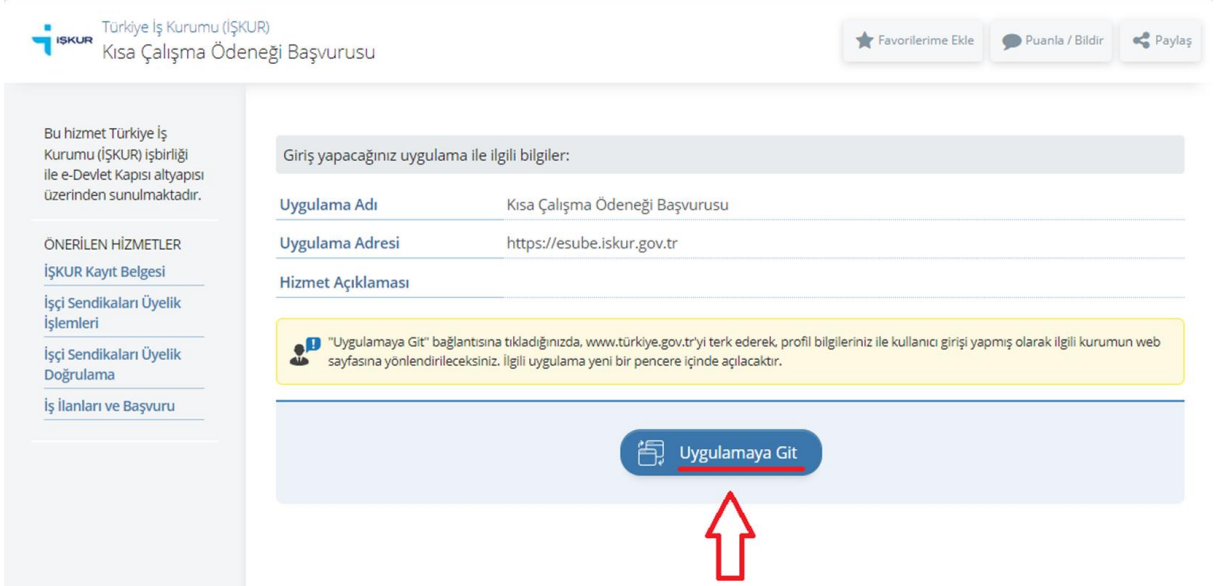 İŞKUR
Türkiye İş Kurumu (İŞKUR)
Kısa Çalışma Ödeneği Başvurusu
Favorilerime Ekle
Puanla / Bildir
Paylaş
Bu hizmet Türkiye İş
Kurumu (İŞKUR) işbirliği
ile e-Devlet Kapısı altyapısı
üzerinden sunulmaktadır.
ÖNERİLEN HİZMETLER
İŞKUR Kayıt Belgesi
İşçi Sendikaları Üyelik
İşlemleri
İşçi Sendikaları Üyelik
Doğrulama
İş İlanları ve Başvuru
Giriş yapacağınız uygulama ile ilgili bilgiler:
Uygulama Adı Kısa Çalışma Ödeneği Başvurusu
Uygulama Adresi https://esube.iskur.gov.tr
Hizmet Açıklaması
"Uygulamaya Git" bağlantısına tıkladığınızda, www.türkiye.gov.tr'yi terk ederek, profil bilgileriniz ile kullanıcı girişi yapmış olarak ilgili kurumun web
sayfasına yönlendirileceksiniz. İlgili uygulama yeni bir pencere içinde açılacaktır.
Uygulamaya Git